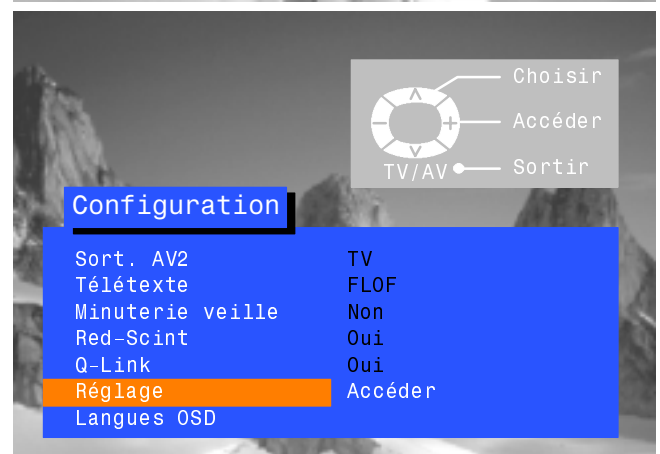 Choisir
Accéder
TV/AV Sortir
Configuration
Sort. AV2 TV
Télétexte FLOF
Minuterie veille Non
Red-Scint Oui
Q-Link Oui
Réglage Accéder
Langues OSD